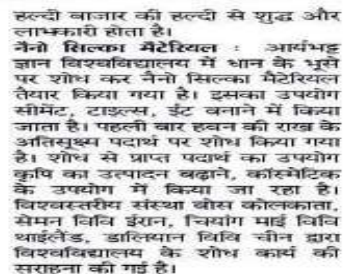 हल्दी बाजार की हल्दी से शुद्ध और
लाभकारी होता है।
नैनो सिल्का मैटेरियल : आर्यभट्ट
ज्ञान विश्वविद्यालय में धान के भूसे
पर शोध कर नैनो सिल्का मैटेरियल
तैयार किया गया है। इसका उपयोग
सीमेंट, टाइल्स, ईंट बनाने में किया
जाता है। पहली बार हवन की राख के
अतिसूक्ष्म पदार्थ पर शोध किया गया
है। शोध से प्राप्त पदार्थ का उपयोग
कृषि का उत्पादन बढ़ाने, कॉस्मेटिक
के उपयोग में किया जा रहा है।
विश्वस्तरीय संस्था बोस कोलकाता,
सेमन विवि ईरान, चियांग माई विवि
थाईलैंड, डालियान विवि चीन द्वारा
विश्वविद्यालय के शोध कार्य की
सराहना की गई है।